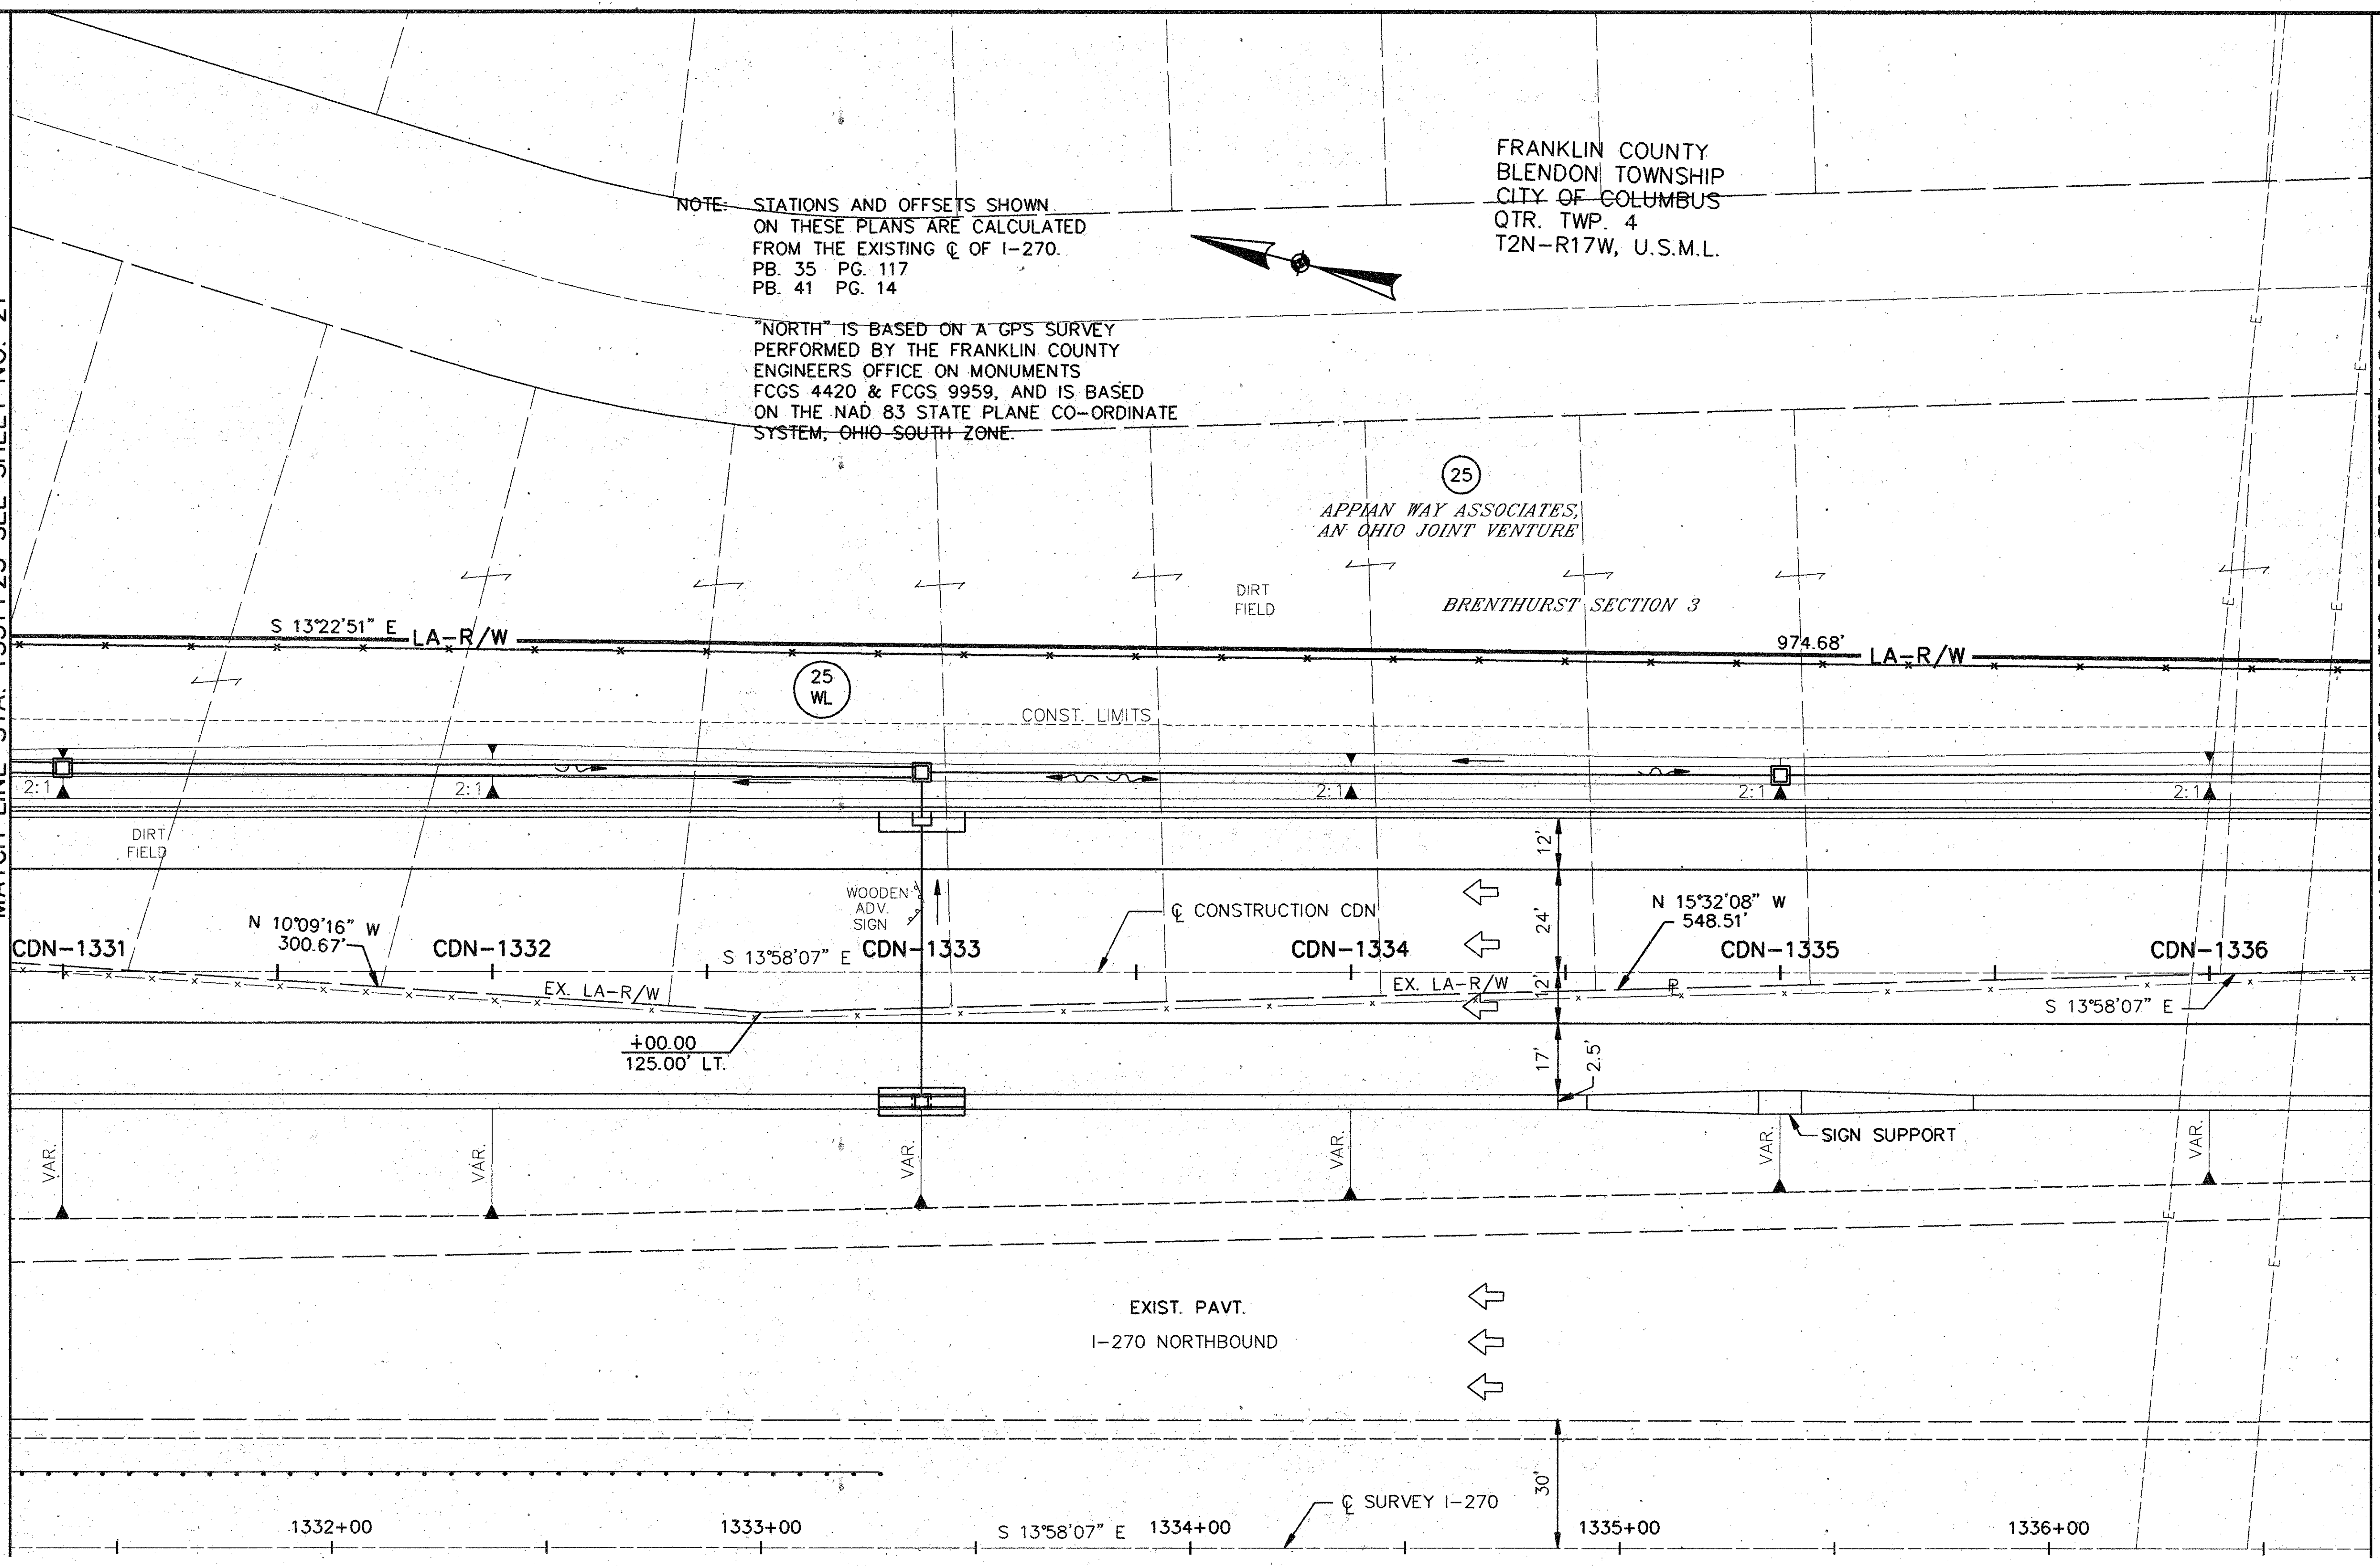 FRANKLIN COUNTY
BLENDON TOWNSHIP
CITY OF COLUMBUS
QTR. TWP. 4
T2N-R17W, U.S.M.L.
NOTE: STATIONS AND OFFSETS SHOWN
ON THESE PLANS ARE CALCULATED
FROM THE EXISTING ℄ OF I-270.
PB. 35 PG. 117
PB. 41 PG. 14
"NORTH" IS BASED ON A GPS SURVEY
PERFORMED BY THE FRANKLIN COUNTY
ENGINEERS OFFICE ON MONUMENTS
FCGS 4420 & FCGS 9959, AND IS BASED
ON THE NAD 83 STATE PLANE CO-ORDINATE
SYSTEM, OHIO SOUTH ZONE.
25
APPIAN WAY ASSOCIATES,
AN OHIO JOINT VENTURE
DIRT
FIELD
BRENTHURST SECTION 3
E
E
E
E
S 13°22'51" E
LA-R/W
974.68'
LA-R/W
25
WL
CONST. LIMITS
2:1
2:1
2:1
2:1
2:1
DIRT
FIELD
12'
WOODEN
ADV.
SIGN
℄ CONSTRUCTION CDN
24'
N 10°09'16" W
300.67'
N 15°32'08" W
548.51'
CDN-1331
CDN-1332
S 13°58'07" E
CDN-1333
CDN-1334
CDN-1335
CDN-1336
EX. LA-R/W
EX. LA-R/W
12'
S 13°58'07" E
+00.00
125.00' LT.
17'
2.5'
SIGN SUPPORT
VAR.
VAR.
VAR.
VAR.
VAR.
VAR.
E
E
EXIST. PAVT.
I-270 NORTHBOUND
30'
℄ SURVEY I-270
1332+00
1333+00
S 13°58'07" E
1334+00
1335+00
1336+00